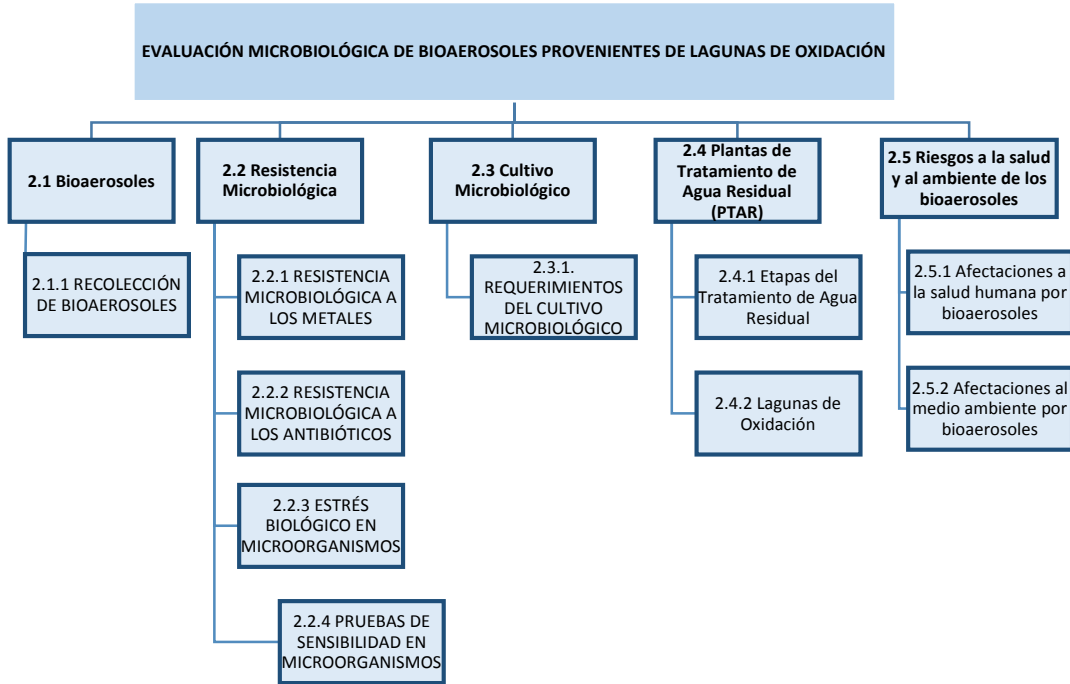 EVALUACIÓN MICROBIOLÓGICA DE BIOAEROSOLES PROVENIENTES DE LAGUNAS DE OXIDACIÓN
2.1 Bioaerosoles
2.1.1 RECOLECCIÓN
DE BIOAEROSOLES
2.2 Resistencia
Microbiológica
2.2.1 RESISTENCIA
MICROBIOLÓGICA A
LOS METALES
2.2.2 RESISTENCIA
MICROBIOLÓGICA A
LOS ANTIBIÓTICOS
2.2.3 ESTRÉS
BIOLÓGICO EN
MICROORGANISMOS
2.2.4 PRUEBAS DE
SENSIBILIDAD EN
MICROORGANISMOS
2.3 Cultivo
Microbiológico
2.3.1.
REQUERIMIENTOS
DEL CULTIVO
MICROBIOLÓGICO
2.4 Plantas de
Tratamiento de
Agua Residual
(PTAR)
2.4.1 Etapas del
Tratamiento de Agua
Residual
2.4.2 Lagunas de
Oxidación
2.5 Riesgos a la salud
y al ambiente de los
bioaerosoles
2.5.1 Afectaciones a
la salud humana por
bioaerosoles
2.5.2 Afectaciones al
medio ambiente por
bioaerosoles